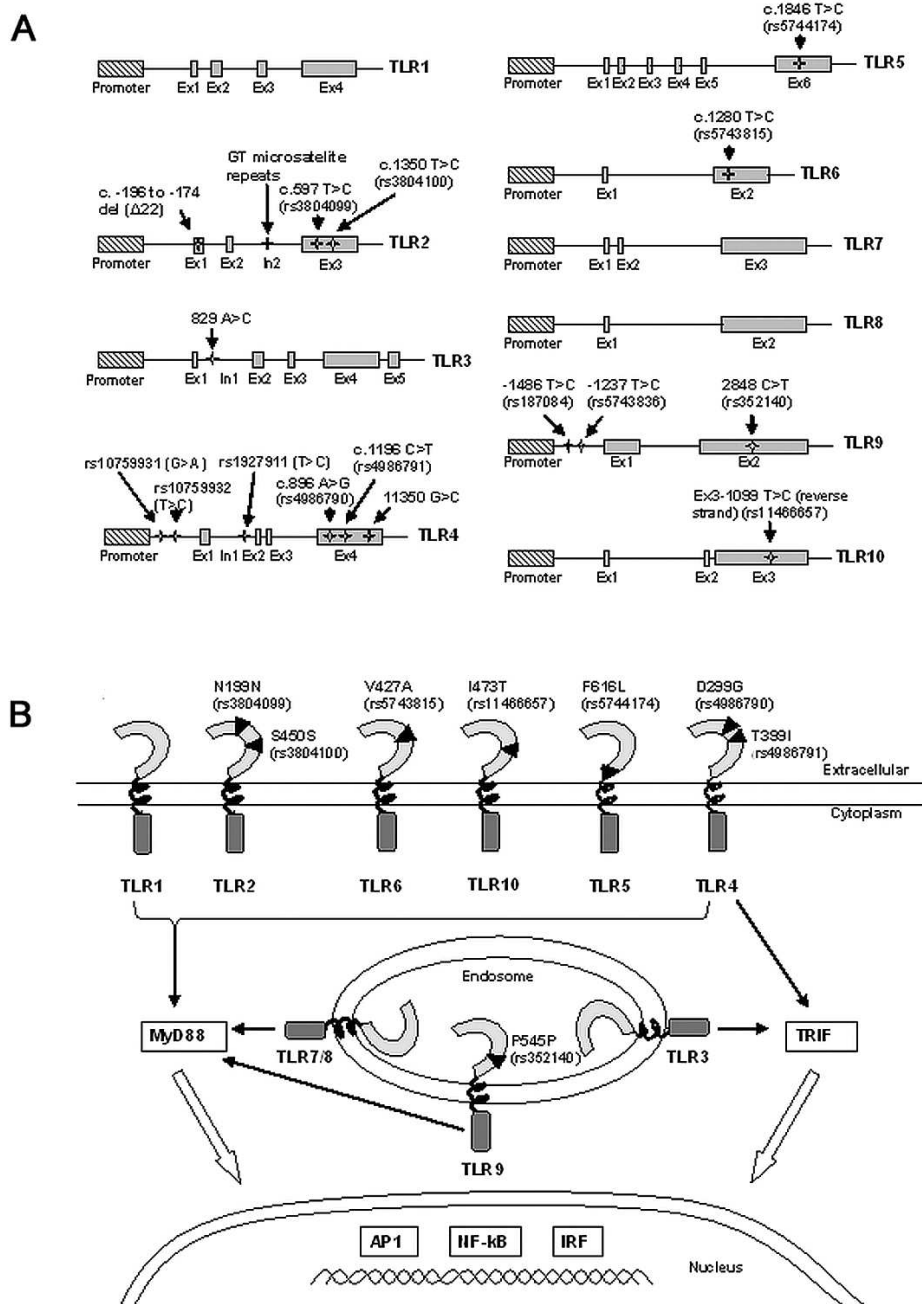 A
TLR1
Promoter
Ex1 Ex2 Ex3 Ex4
c. -196 to -174
del (Δ22)
GT microsatelite
repeats
c.597 T>C
(rs3804099)
c.1350 T>C
(rs3804100)
TLR2
Promoter
Ex1 Ex2 In2 Ex3
829 A>C
TLR3
Promoter
Ex1 In1 Ex2 Ex3 Ex4 Ex5
rs10759931 (G>A)
rs10759932
(T>C)
rs1927911 (T>C)
c.896 A>G
(rs4986790)
c.1196 C>T
(rs4986791)
11350 G>C
TLR4
Promoter
Ex1 In1 Ex2 Ex3 Ex4
c.1846 T>C
(rs5744174)
TLR5
Promoter
Ex1 Ex2 Ex3 Ex4 Ex5 Ex6
c.1280 T>C
(rs5743815)
TLR6
Promoter
Ex1 Ex2
TLR7
Promoter
Ex1 Ex2 Ex3
TLR8
Promoter
Ex1 Ex2
-1486 T>C
(rs187084)
-1237 T>C
(rs5743836)
2848 C>T
(rs352140)
TLR9
Promoter
Ex1 Ex2
Ex3-1099 T>C (reverse
strand) (rs11466657)
TLR10
Promoter
Ex1 Ex2 Ex3
B
N199N
(rs3804099)
S450S
(rs3804100)
V427A
(rs5743815)
I473T
(rs11466657)
F616L
(rs5744174)
D299G
(rs4986790)
T399I
(rs4986791)
Extracellular
Cytoplasm
TLR1 TLR2 TLR6 TLR10 TLR5 TLR4
Endosome
MyD88
TLR7/8
P545P
(rs352140)
TLR3
TRIF
TLR9
AP1 NF-kB IRF
Nucleus